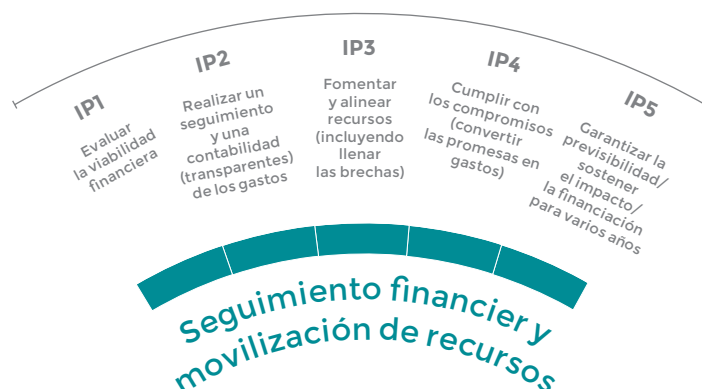 IP1
Evaluar
la viabilidad
financiera
IP2
Realizar un
seguimiento
y una
contabilidad
(transparentes)
de los gastos
IP3
Fomentar
y alinear
recursos
(incluyendo
llenar
las brechas)
IP4
Cumplir con
los compromisos
(convertir
las promesas en
gastos)
IP5
Garantizar la
previsibilidad/
sostener
el impacto/
la financiación
para varios años
Seguimiento financier y
movilización de recursos